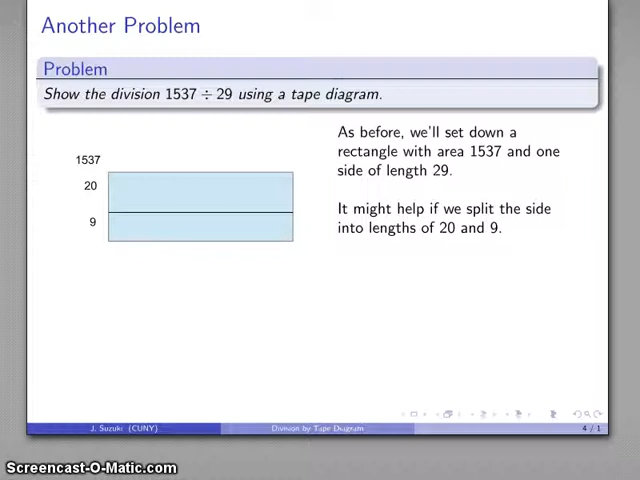 Another Problem
Problem
Show the division 1537 ÷ 29 using a tape diagram.
As before, we'll set down a
rectangle with area 1537 and one
side of length 29.
It might help if we split the side
into lengths of 20 and 9.
1537
20
9
J. Suzuki (CUNY)
Division by Tape Diagram
4 / 1
Screencast-O-Matic.com